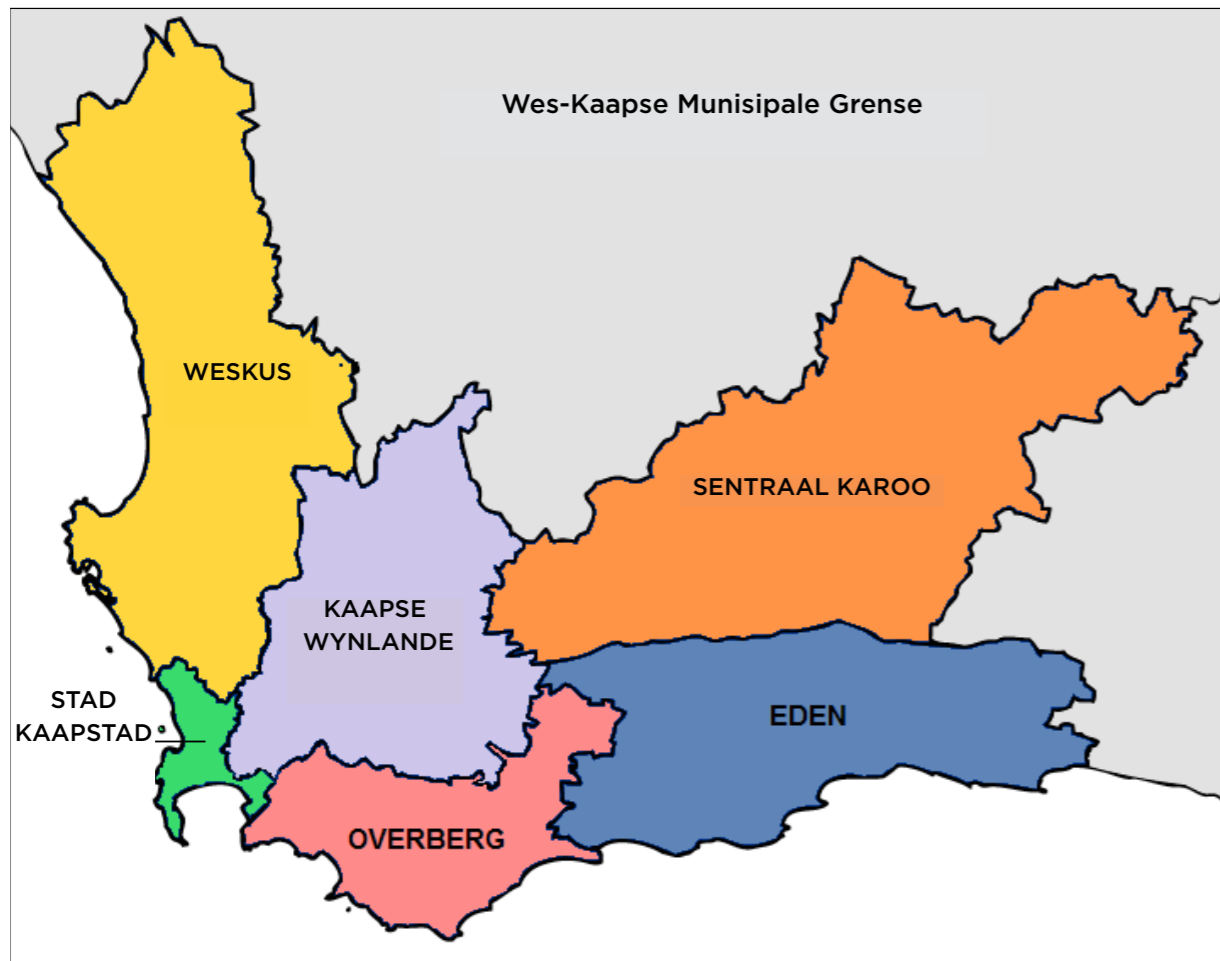 Wes-Kaapse Munisipale Grense
WESKUS
SENTRAAL KAROO
KAAPSE
WYNLANDE
STAD
KAAPSTAD
EDEN
OVERBERG